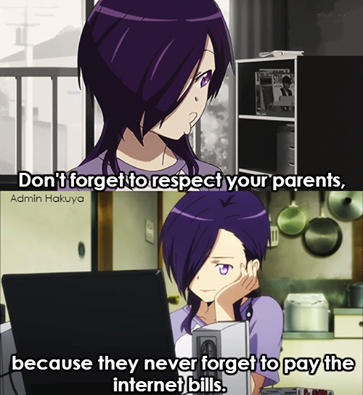 Don't forget to respect your parents,
Admin Hakuya
because they never forget to pay the
internet bills.